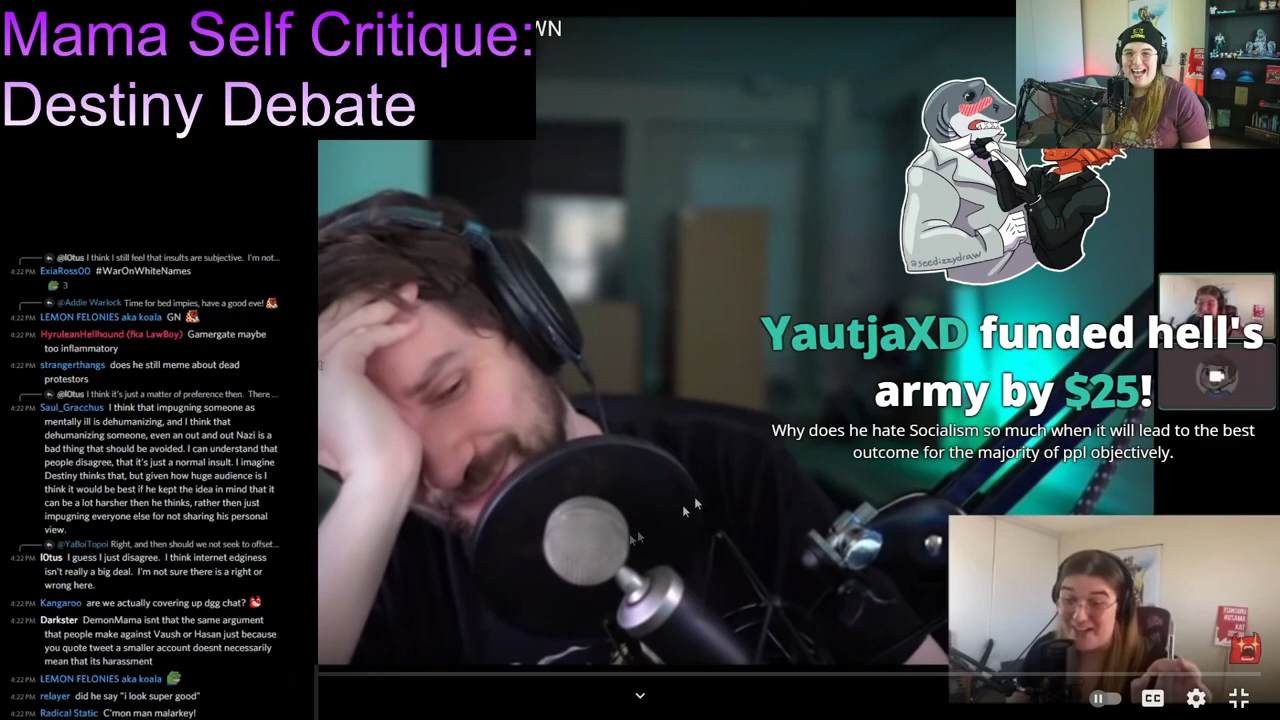 Mama Self Critique:
Destiny Debate
WN
@seedizzydraw
YautjaXD funded hell's
army by $25!
Why does he hate Socialism so much when it will lead to the best
outcome for the majority of ppl objectively.
@l0tus I think I still feel that insults are subjective. I'm not...
4:22 PM ExiaRoss00 #WarOnWhiteNames
3
@Addie Warlock Time for bed impies, have a good eve!
4:22 PM LEMON FELONIES aka koala GN
4:22 PM HyruleanHellhound (fka LawBoy) Gamergate maybe
too inflammatory
4:22 PM strangerthangs does he still meme about dead
protestors
@l0tus I think it's just a matter of preference then. There ...
4:22 PM Saul_Gracchus I think that impugning someone as
mentally ill is dehumanizing, and I think that
dehumanizing someone, even an out and out Nazi is a
bad thing that should be avoided. I can understand that
people disagree, that it's just a normal insult. I imagine
Destiny thinks that, but given how huge audience is I
think it would be best if he kept the idea in mind that it
can be a lot harsher then he thinks, rather then just
impugning everyone else for not sharing his personal
view.
@YaBoiTopoi Right, and then should we not seek to offset...
4:22 PM l0tus I guess I just disagree. I think internet edginess
isn't really a big deal. I'm not sure there is a right or
wrong here.
4:22 PM Kangaroo are we actually covering up dgg chat?
4:22 PM Darkster DemonMama isnt that the same argument
that people make against Vaush or Hasan just because
you quote tweet a smaller account doesnt necessarily
mean that its harassment
4:22 PM LEMON FELONIES aka koala
4:22 PM relayer did he say "i look super good"
4:22 PM Radical Static C'mon man malarkey!
CC